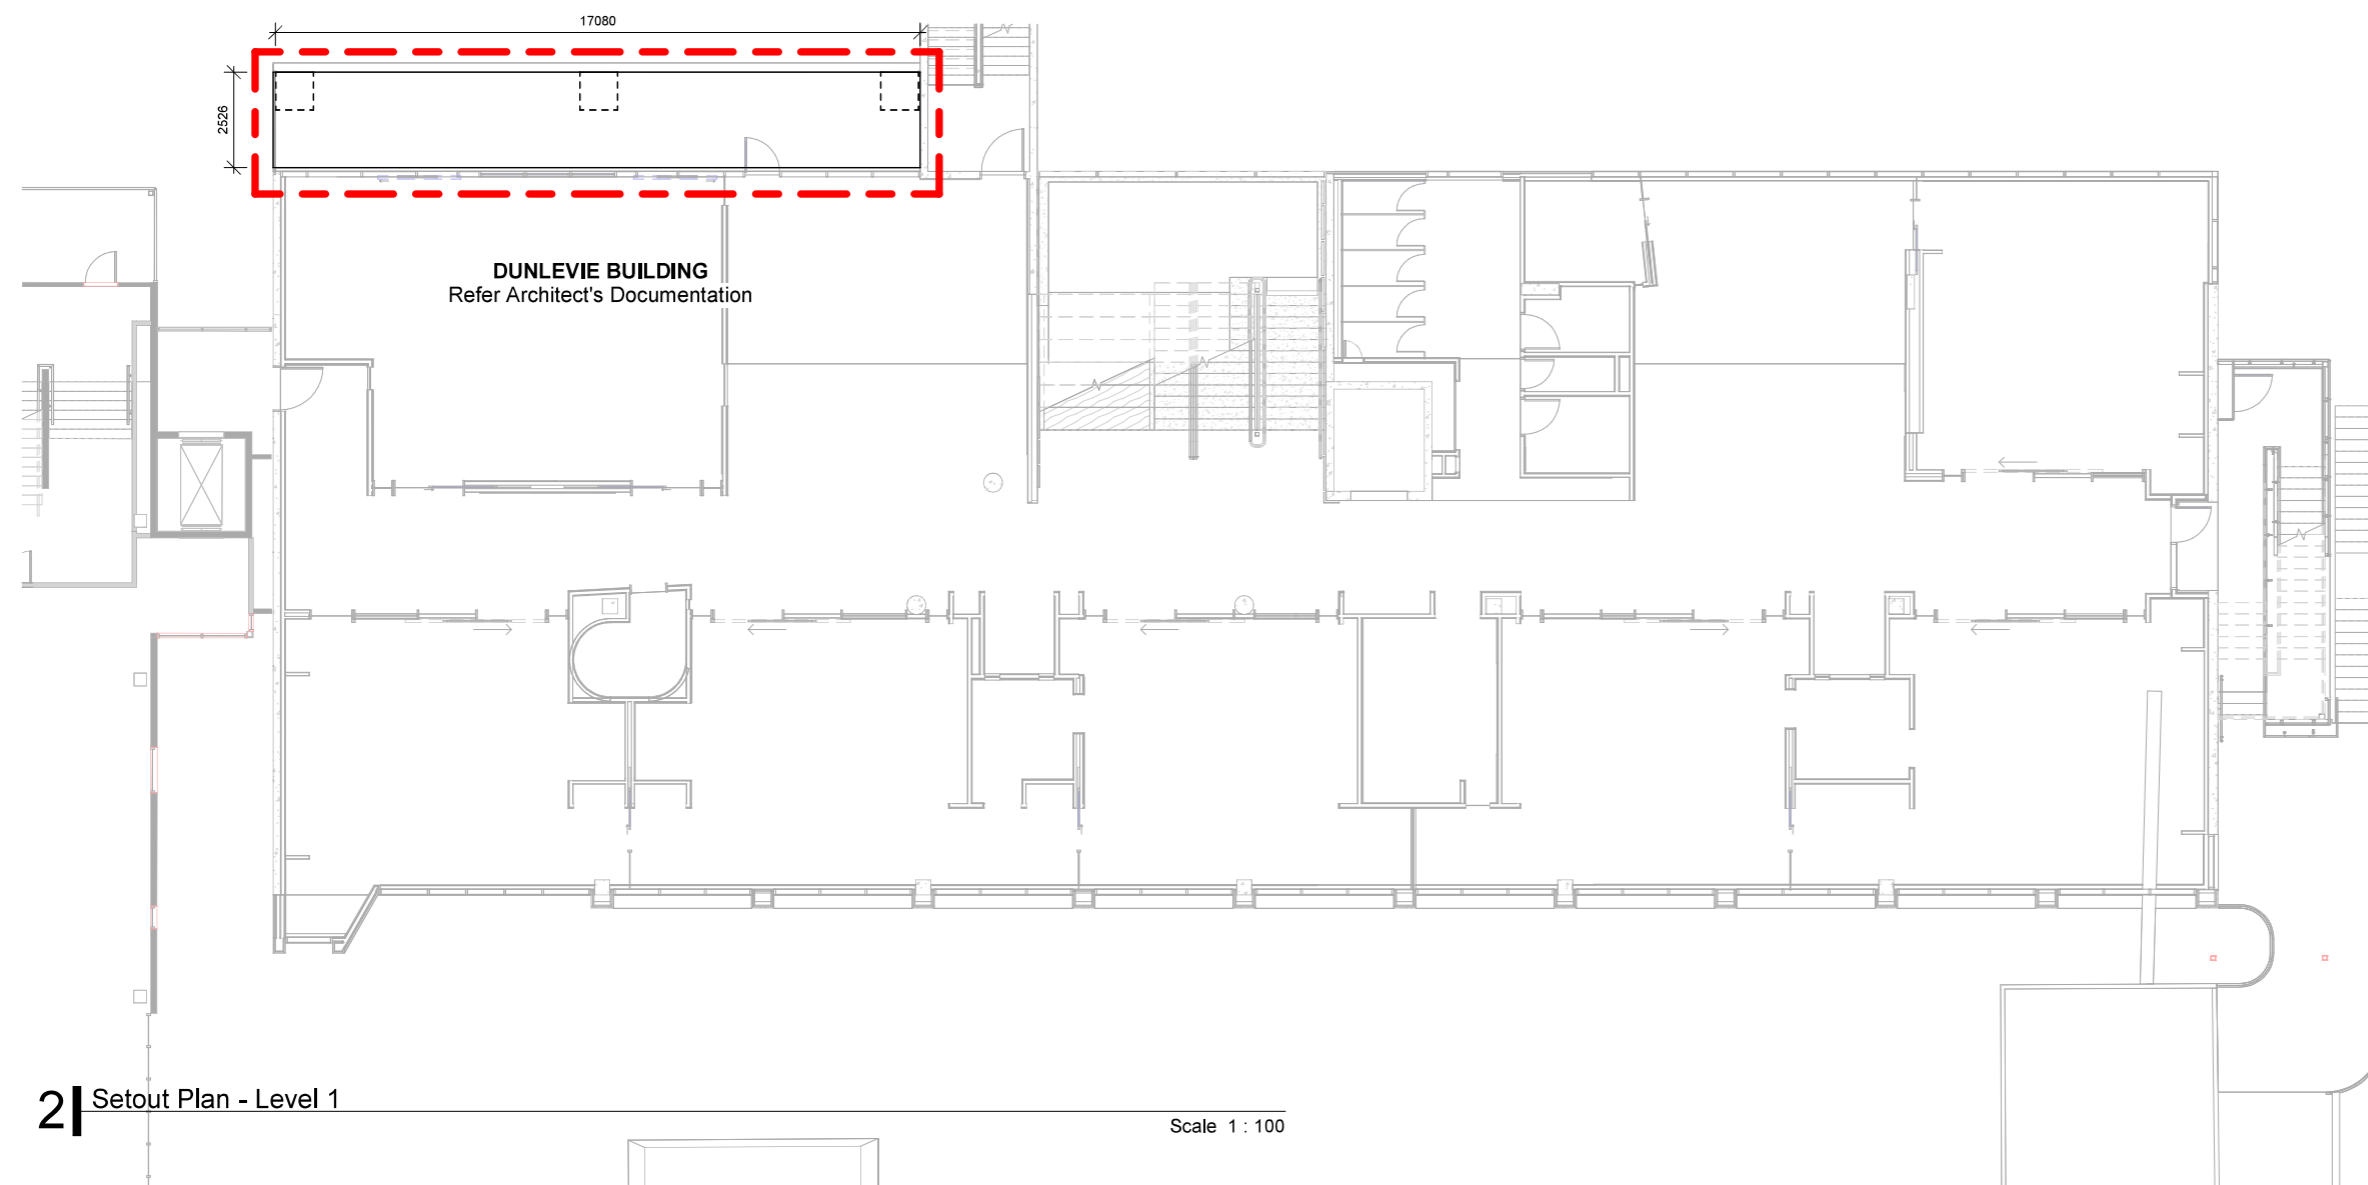 17080
2526
DUNLEVIE BUILDING
Refer Architect's Documentation
2 Setout Plan - Level 1
Scale 1 : 100